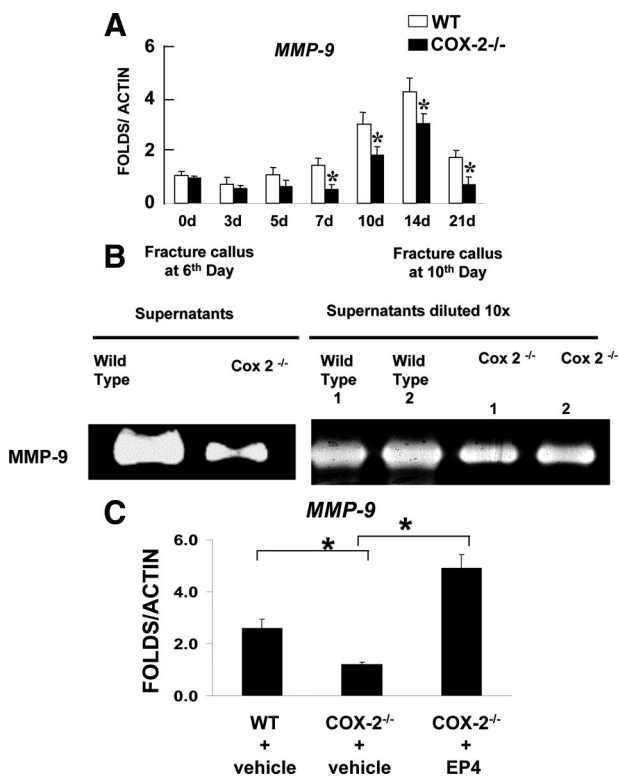 A
WT
COX-2-/-
MMP-9
FOLDS/ ACTIN
6
4
2
0
0d 3d 5d 7d 10d 14d 21d
* * * *
B
Fracture callus
at 6th Day
Fracture callus
at 10th Day
Supernatants
Supernatants diluted 10x
Wild
Type
Cox 2 -/-
Wild
Type
1
Wild
Type
2
Cox 2 -/-
1
Cox 2 -/-
2
MMP-9
C
MMP-9
* *
FOLDS/ACTIN
6.0
4.0
2.0
0.0
WT
+
vehicle
COX-2-/-
+
vehicle
COX-2-/-
+
EP4